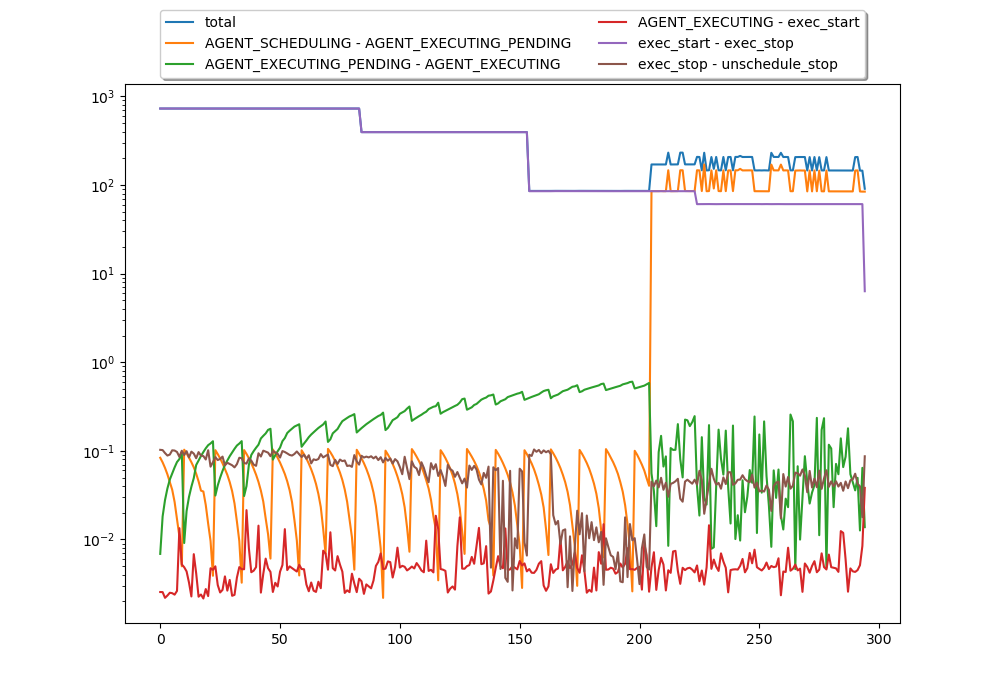 total
AGENT_SCHEDULING - AGENT_EXECUTING_PENDING
AGENT_EXECUTING_PENDING - AGENT_EXECUTING
AGENT_EXECUTING - exec_start
exec_start - exec_stop
exec_stop - unschedule_stop
10³
10²
10¹
10⁰
10⁻¹
10⁻²
0 50 100 150 200 250 300